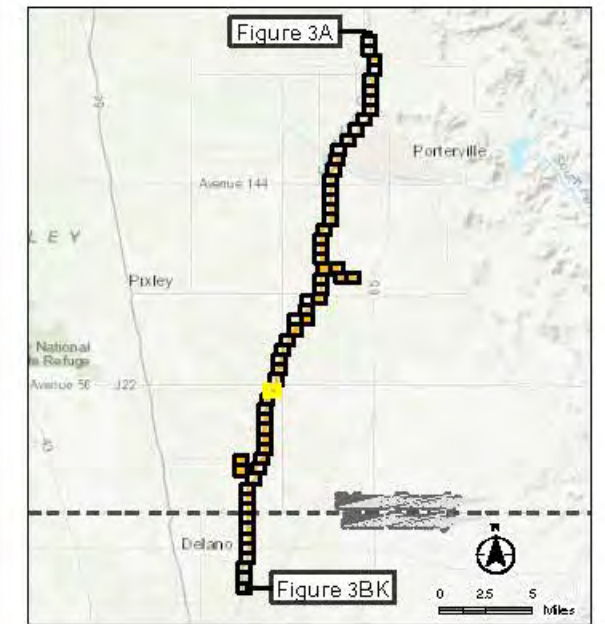 Figure 3A
Porterville
Avenue 144
L E Y
Pixley
National
Refuge
Avenue 56
J22
65
Delano
N
Figure 3BK
0 2.5 5
Miles